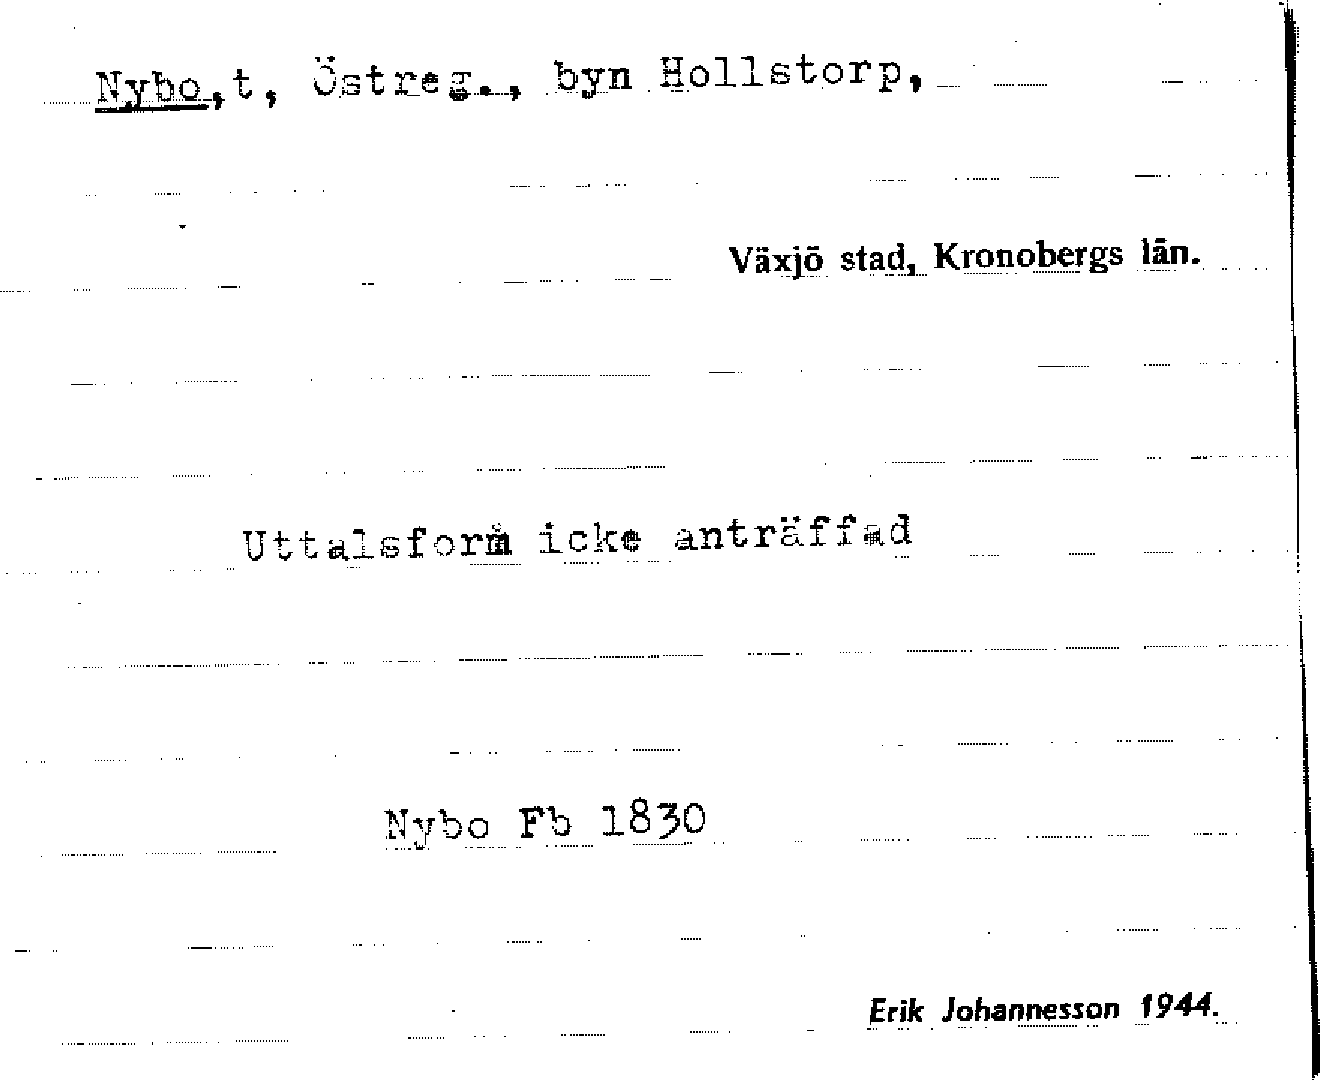 Nybo,t, Östreg., byn Hollstorp,
Växjö stad, Kronobergs län.
Uttalsform icke anträffad
Nybo Fb 1830
Erik Johannesson 1944.